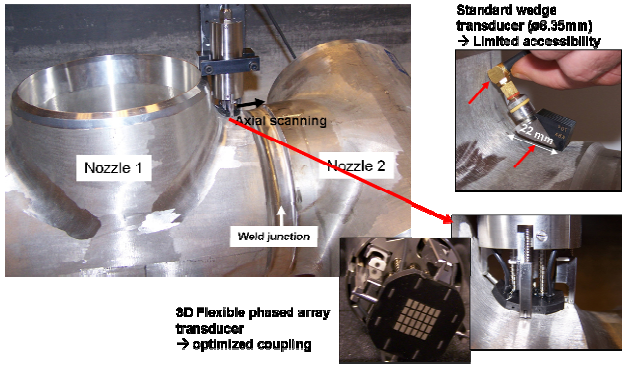 Standard wedge
transducer (ø6.35mm)
→ Limited accessibility
Axial scanning
22 mm
Nozzle 1
Nozzle 2
Weld junction
3D Flexible phased array
transducer
→ optimized coupling